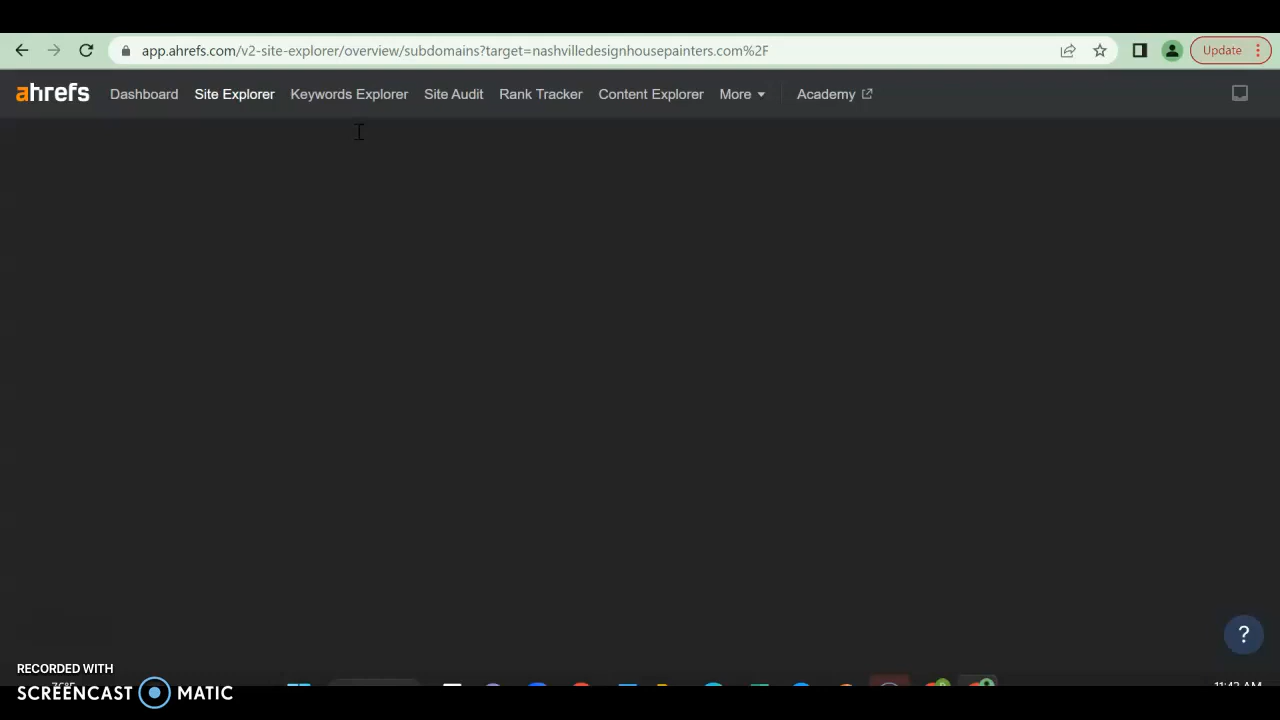 app.ahrefs.com/v2-site-explorer/overview/subdomains?target=nashvilledesignhousepainters.com%2F
Update
ahrefs Dashboard Site Explorer Keywords Explorer Site Audit Rank Tracker Content Explorer More Academy
?
RECORDED WITH
SCREENCAST MATIC